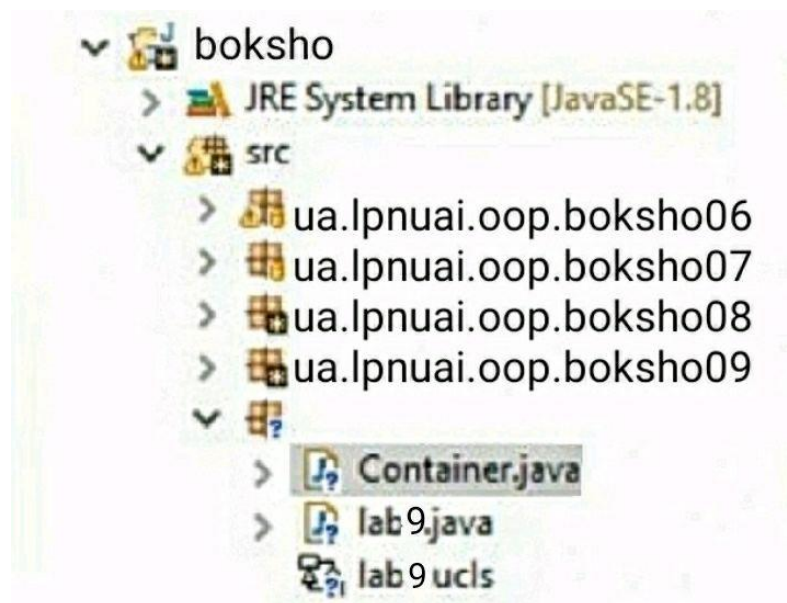 boksho
JRE System Library [JavaSE-1.8]
src
ua.lpnuai.oop.boksho06
ua.lpnuai.oop.boksho07
ua.lpnuai.oop.boksho08
ua.lpnuai.oop.boksho09
Container.java
lab9.java
lab9 ucls